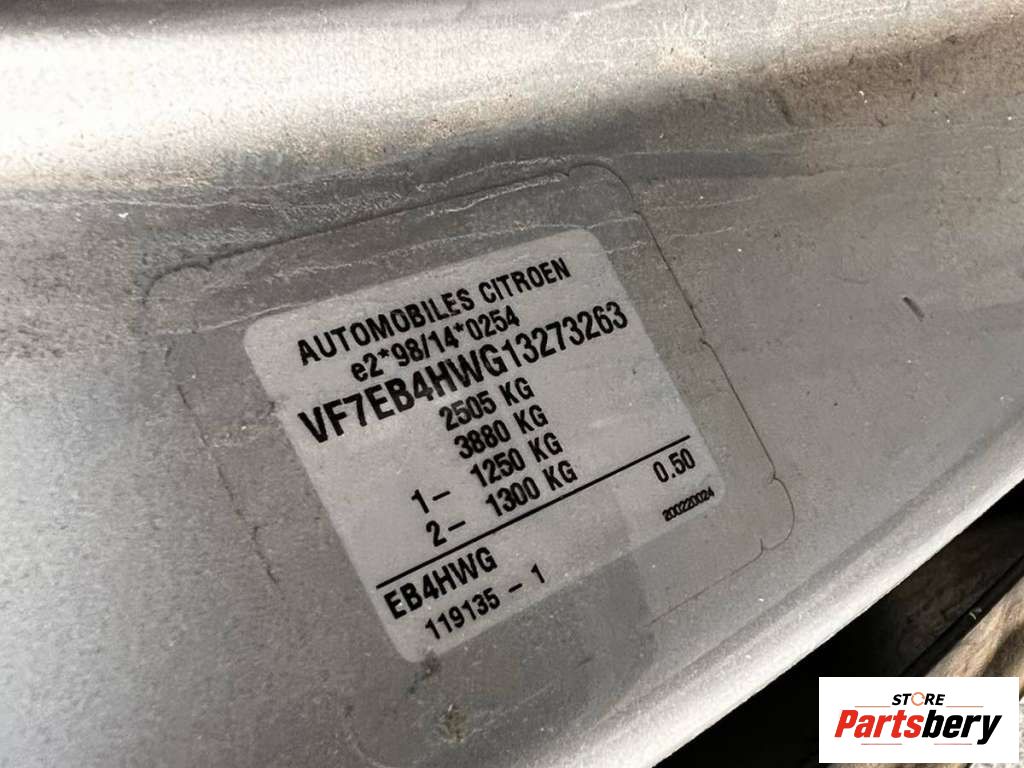 AUTOMOBILES CITROEN
e2*98/14*0254
VF7EB4HWG13273263
2505 KG
3880 KG
1- 1250 KG
2- 1300 KG
0.50
200220024
EB4HWG
119135 - 1
STORE
Partsbery